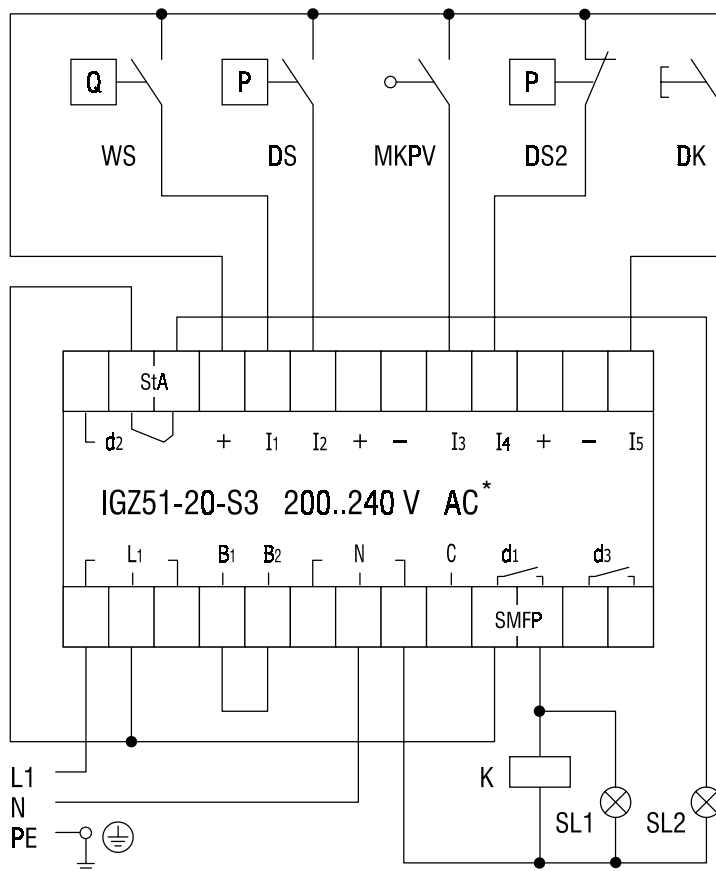 Q P P
WS DS MKPV DS2 DK
StA
d2 + I1 I2 + – I3 I4 + – I5
IGZ51-20-S3 200..240 V AC*
L1 B1 B2 N C d1 d3
SMFP
L1
N
PE
K
SL1 SL2